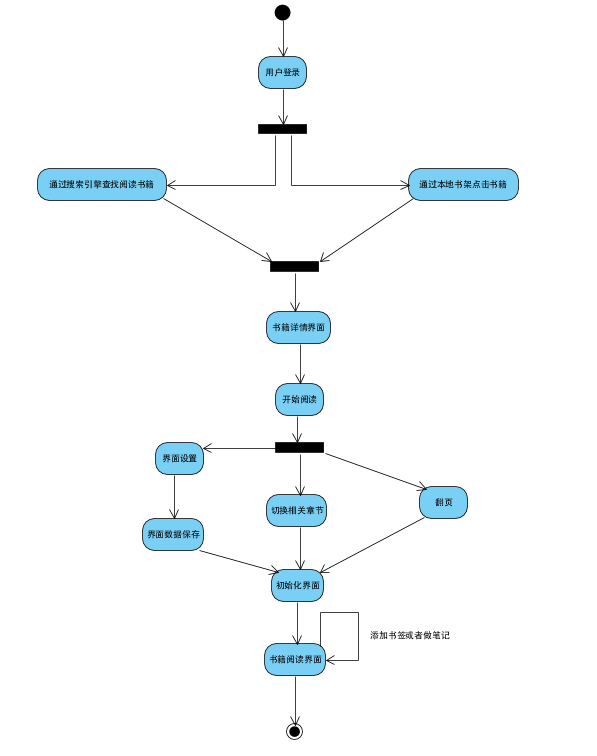 用户登录
通过搜索引擎查找阅读书籍
通过本地书架点击书籍
书籍详情界面
开始阅读
界面设置
切换相关章节
翻页
界面数据保存
初始化界面
添加书签或者做笔记
书籍阅读界面